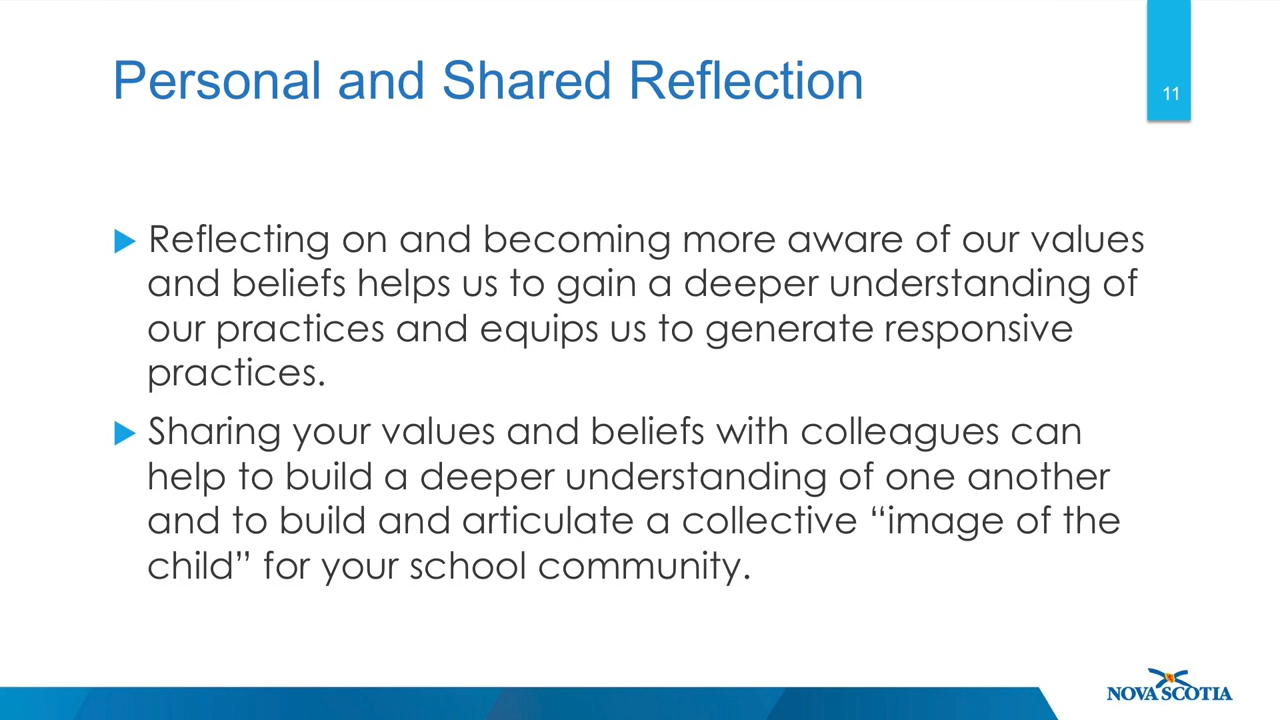 Personal and Shared Reflection
11
Reflecting on and becoming more aware of our values
and beliefs helps us to gain a deeper understanding of
our practices and equips us to generate responsive
practices.
Sharing your values and beliefs with colleagues can
help to build a deeper understanding of one another
and to build and articulate a collective “image of the
child” for your school community.
NOVA SCOTIA